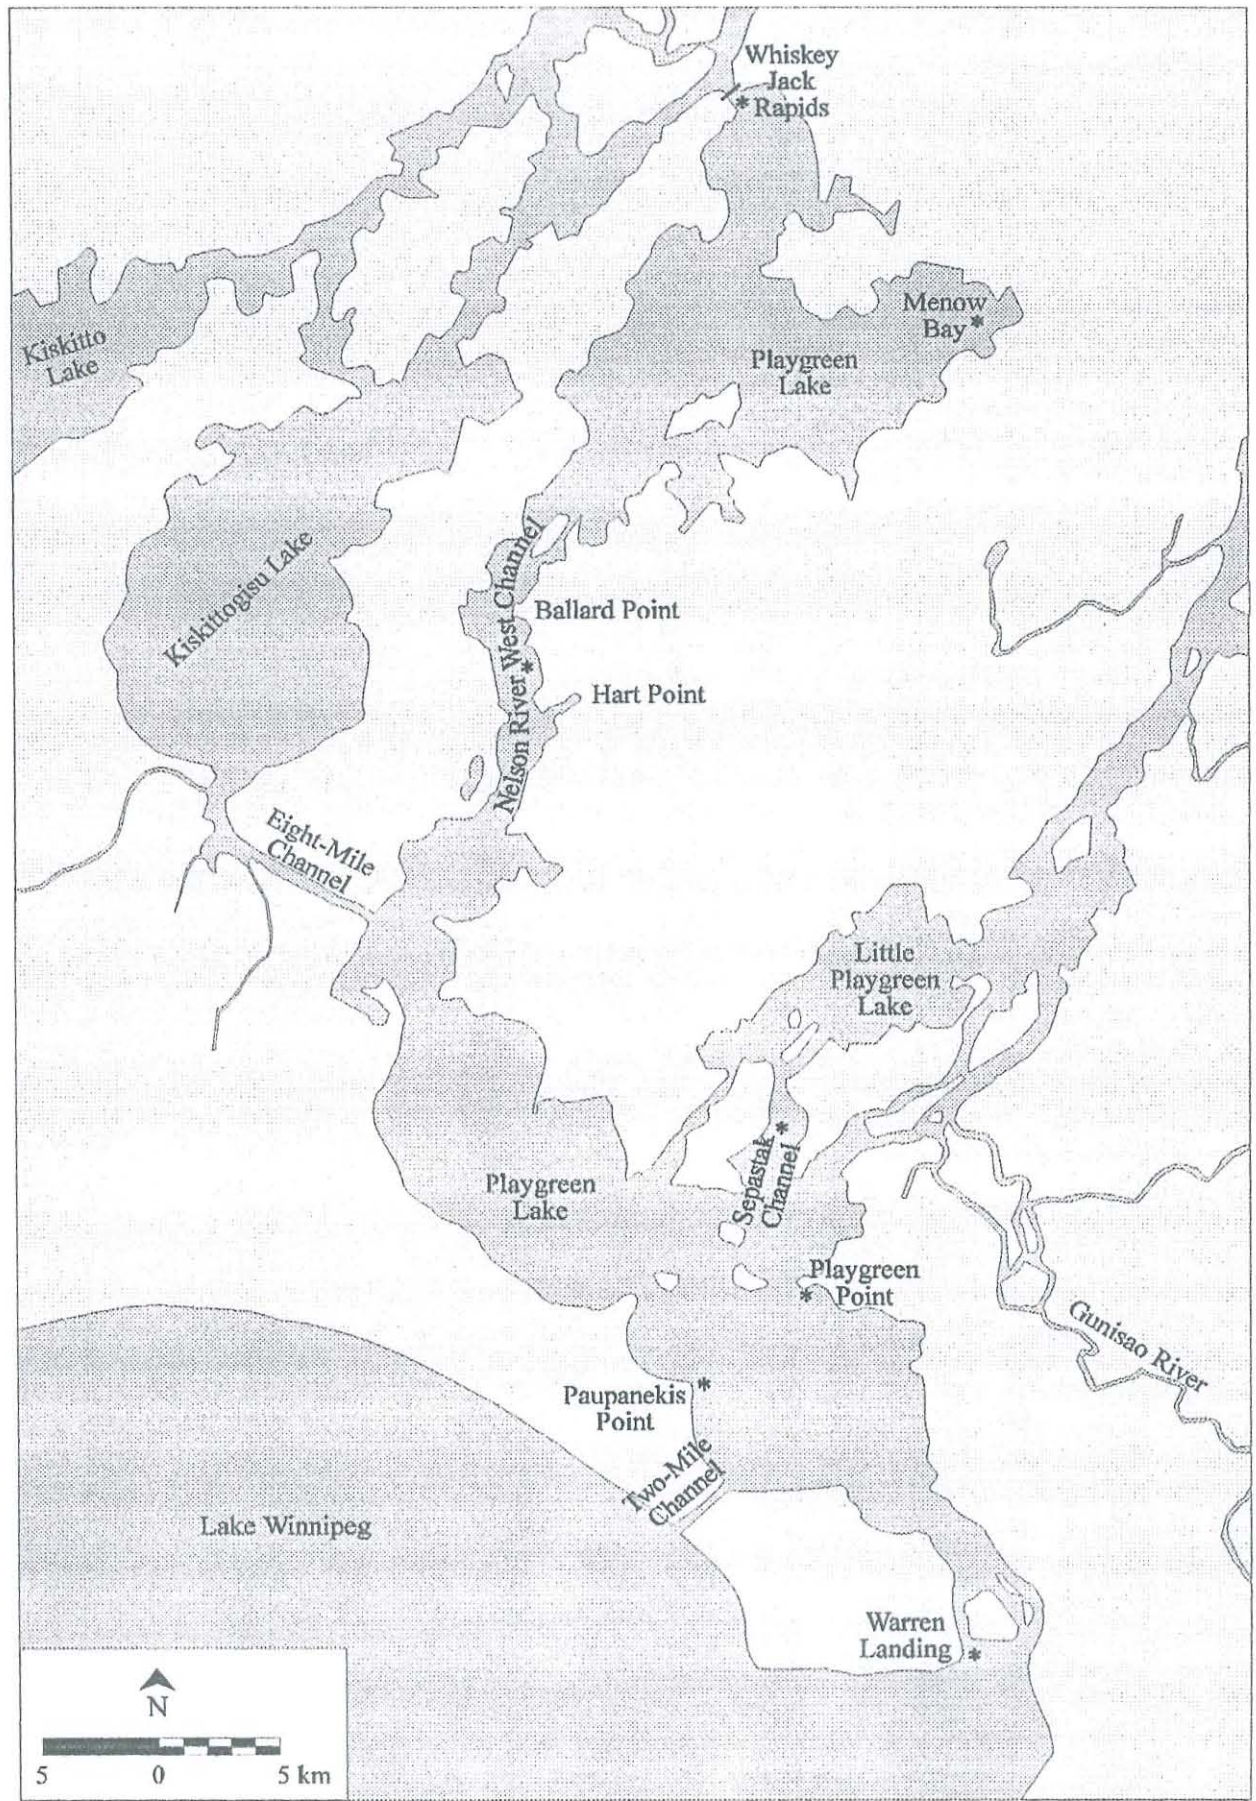 Whiskey
Jack
* Rapids
Menow
Bay *
Kiskitto
Lake
Playgreen
Lake
Kiskittogisu Lake
Nelson River West Channel
*
Ballard Point
Hart Point
Eight-Mile
Channel
Little
Playgreen
Lake
*
Sepastak
Channel
Playgreen
Lake
Playgreen
* Point
Gunisao River
*
Paupanekis
Point
Two-Mile
Channel
Lake Winnipeg
Warren
Landing *
N
5 0 5 km